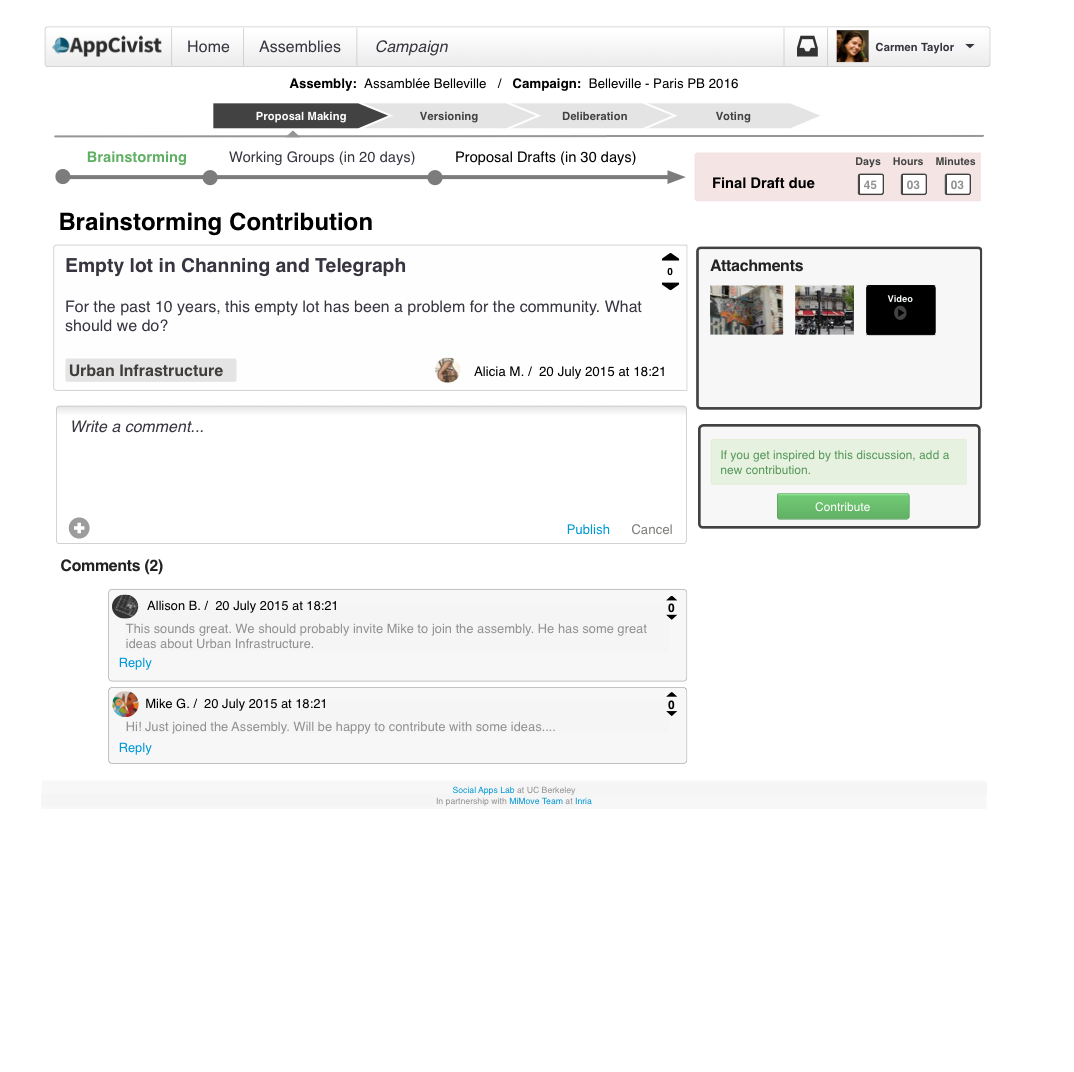 AppCivist Home Assemblies Campaign Carmen Taylor
Assembly: Assamblée Belleville / Campaign: Belleville - Paris PB 2016
Proposal Making Versioning Deliberation Voting
Brainstorming Working Groups (in 20 days) Proposal Drafts (in 30 days)
Days Hours Minutes
Final Draft due 45 03 03
Brainstorming Contribution
Empty lot in Channing and Telegraph
0
For the past 10 years, this empty lot has been a problem for the community. What
should we do?
Urban Infrastructure
Alicia M. / 20 July 2015 at 18:21
Attachments
Video
Write a comment...
Publish Cancel
If you get inspired by this discussion, add a
new contribution.
Contribute
Comments (2)
Allison B. / 20 July 2015 at 18:21
0
This sounds great. We should probably invite Mike to join the assembly. He has some great
ideas about Urban Infrastructure.
Reply
Mike G. / 20 July 2015 at 18:21
0
Hi! Just joined the Assembly. Will be happy to contribute with some ideas....
Reply
Social Apps Lab at UC Berkeley
In partnership with MiMove Team at Inria